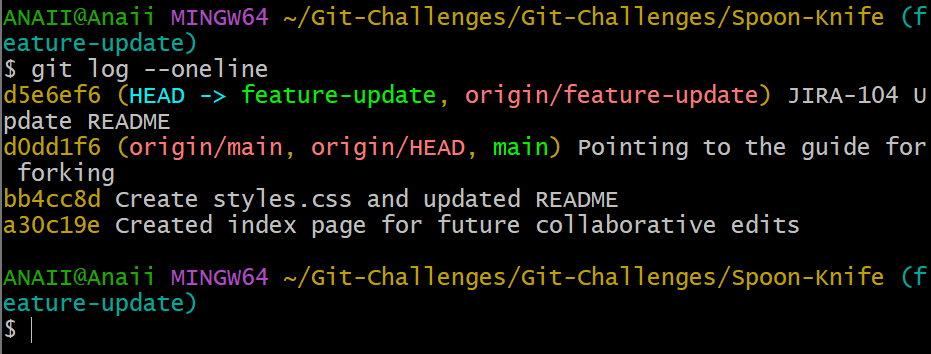 ANAII@Anaii MINGW64 ~/Git-Challenges/Git-Challenges/Spoon-Knife (f
eature-update)
$ git log --oneline
d5e6ef6 (HEAD -> feature-update, origin/feature-update) JIRA-104 U
pdate README
d0dd1f6 (origin/main, origin/HEAD, main) Pointing to the guide for
 forking
bb4cc8d Create styles.css and updated README
a30c19e Created index page for future collaborative edits

ANAII@Anaii MINGW64 ~/Git-Challenges/Git-Challenges/Spoon-Knife (f
eature-update)
$